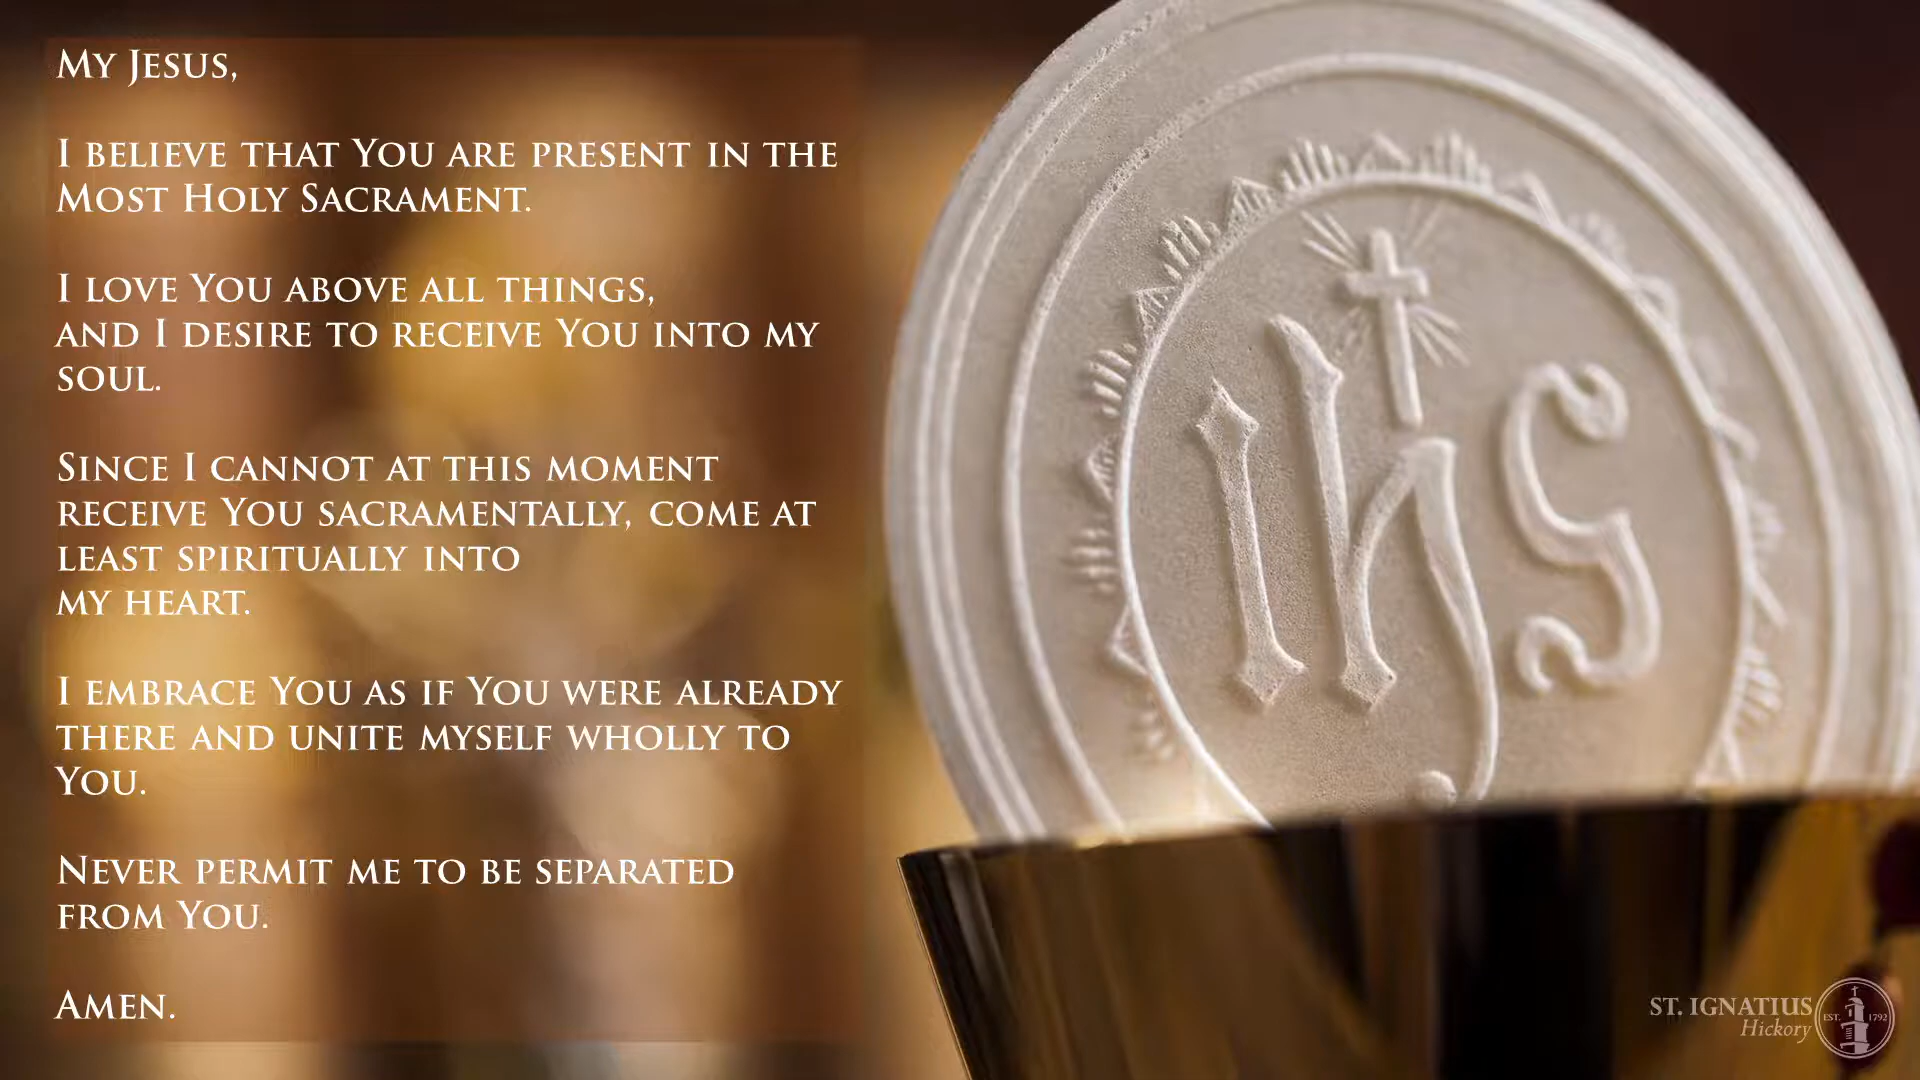 My Jesus,
I believe that You are present in the
Most Holy Sacrament.
I love You above all things,
and I desire to receive You into my
soul.
Since I cannot at this moment
receive You sacramentally, come at
least spiritually into
my heart.
I embrace You as if You were already
there and unite myself wholly to
You.
Never permit me to be separated
from You.
Amen.
ihs
ST. IGNATIUS
Hickory
EST. 1792